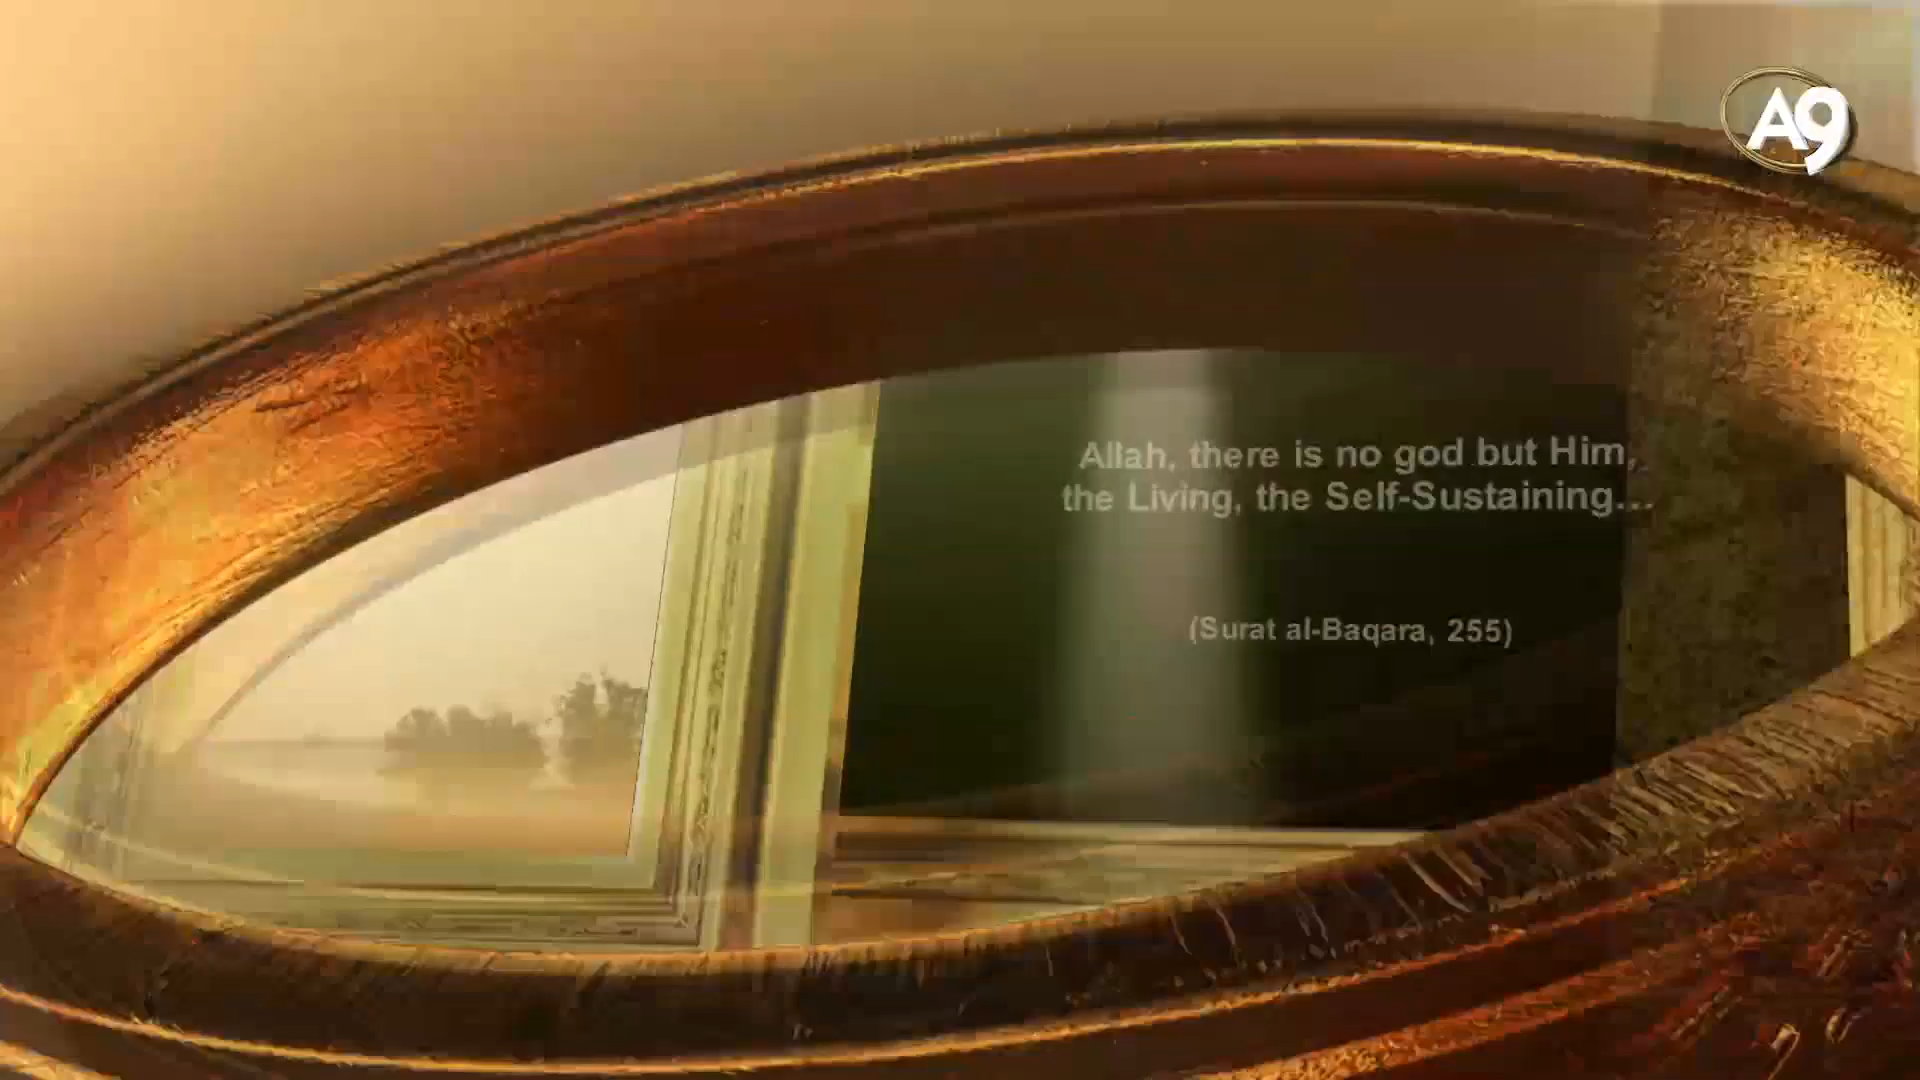 A9
Allah, there is no god but Him,
the Living, the Self-Sustaining...
(Surat al-Baqara, 255)